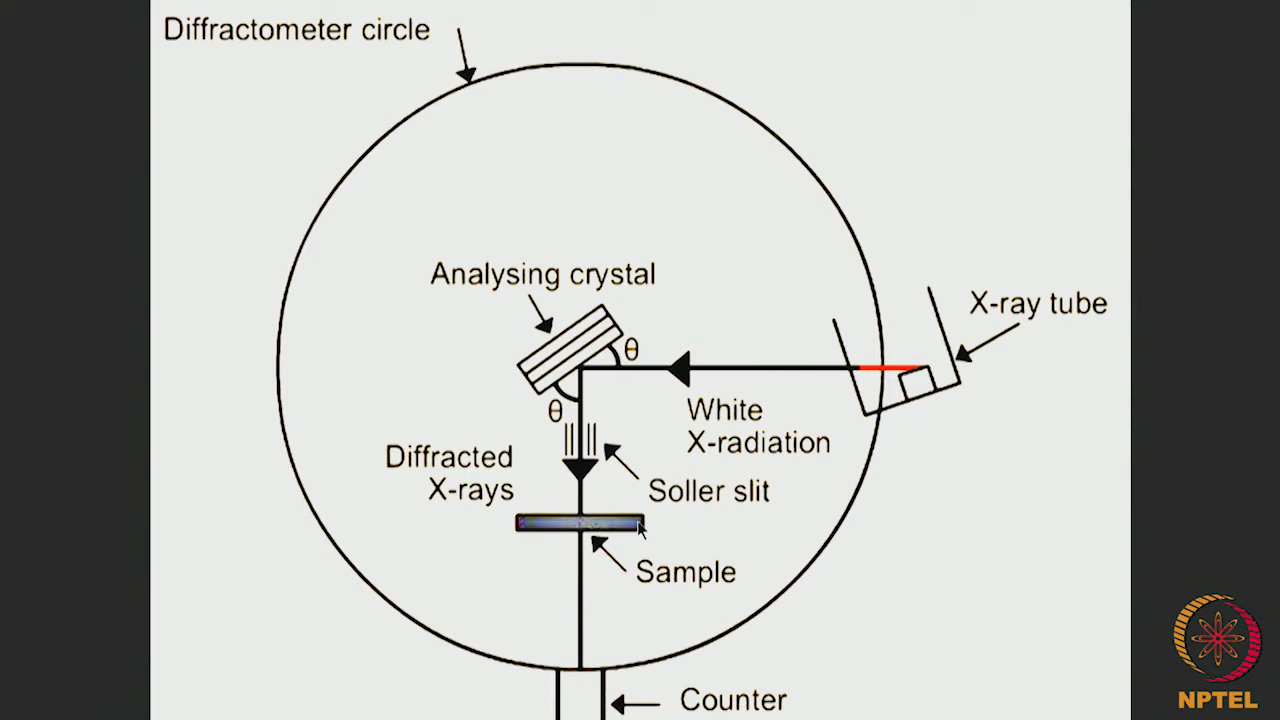 Diffractometer circle
Analysing crystal
X-ray tube
θ
White
X-radiation
θ
Diffracted
X-rays
Soller slit
Sample
Counter
NPTEL